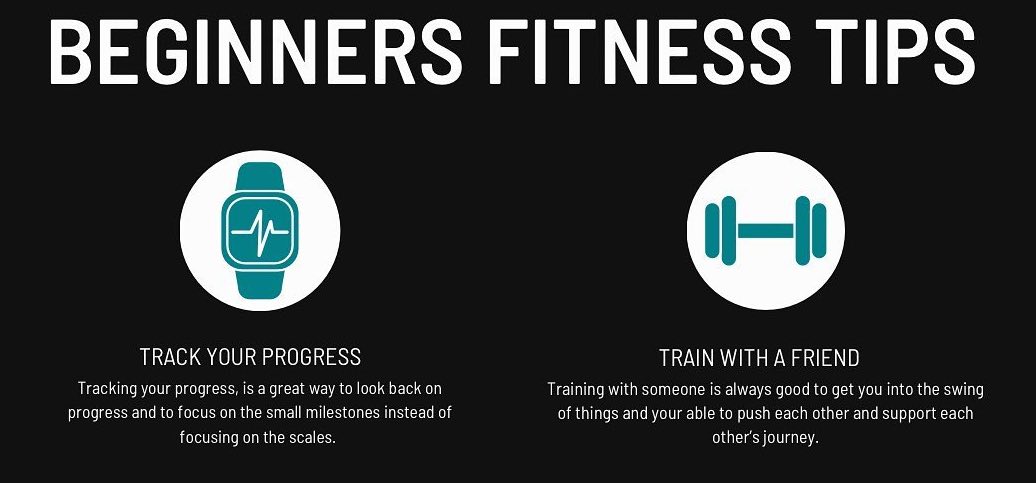 BEGINNERS FITNESS TIPS
TRACK YOUR PROGRESS
Tracking your progress, is a great way to look back on
progress and to focus on the small milestones instead of
focusing on the scales.
TRAIN WITH A FRIEND
Training with someone is always good to get you into the swing
of things and your able to push each other and support each
other's journey.